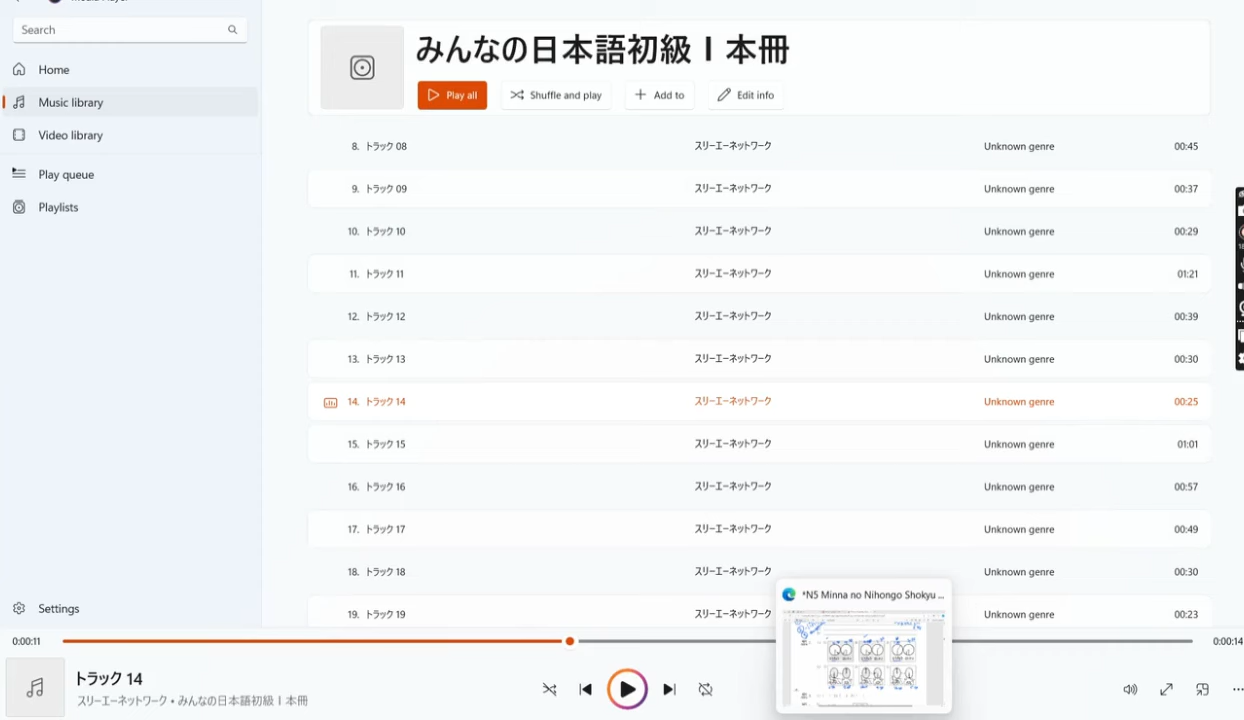 Media Player
Search
Home
Music library
Video library
Play queue
Playlists
Settings
みんなの日本語初級Ⅰ本冊
Play all
Shuffle and play
Add to
Edit info
8. トラック 08 スリーエーネットワーク Unknown genre 00:45
9. トラック 09 スリーエーネットワーク Unknown genre 00:37
10. トラック 10 スリーエーネットワーク Unknown genre 00:29
11. トラック 11 スリーエーネットワーク Unknown genre 01:21
12. トラック 12 スリーエーネットワーク Unknown genre 00:39
13. トラック 13 スリーエーネットワーク Unknown genre 00:30
14. トラック 14 スリーエーネットワーク Unknown genre 00:25
15. トラック 15 スリーエーネットワーク Unknown genre 01:01
16. トラック 16 スリーエーネットワーク Unknown genre 00:57
17. トラック 17 スリーエーネットワーク Unknown genre 00:49
18. トラック 18 スリーエーネットワーク Unknown genre 00:30
19. トラック 19 スリーエーネットワーク Unknown genre 00:23
*N5 Minna no Nihongo Shokyu ...
0:00:11
0:00:14
トラック 14
スリーエーネットワーク • みんなの日本語初級Ⅰ本冊